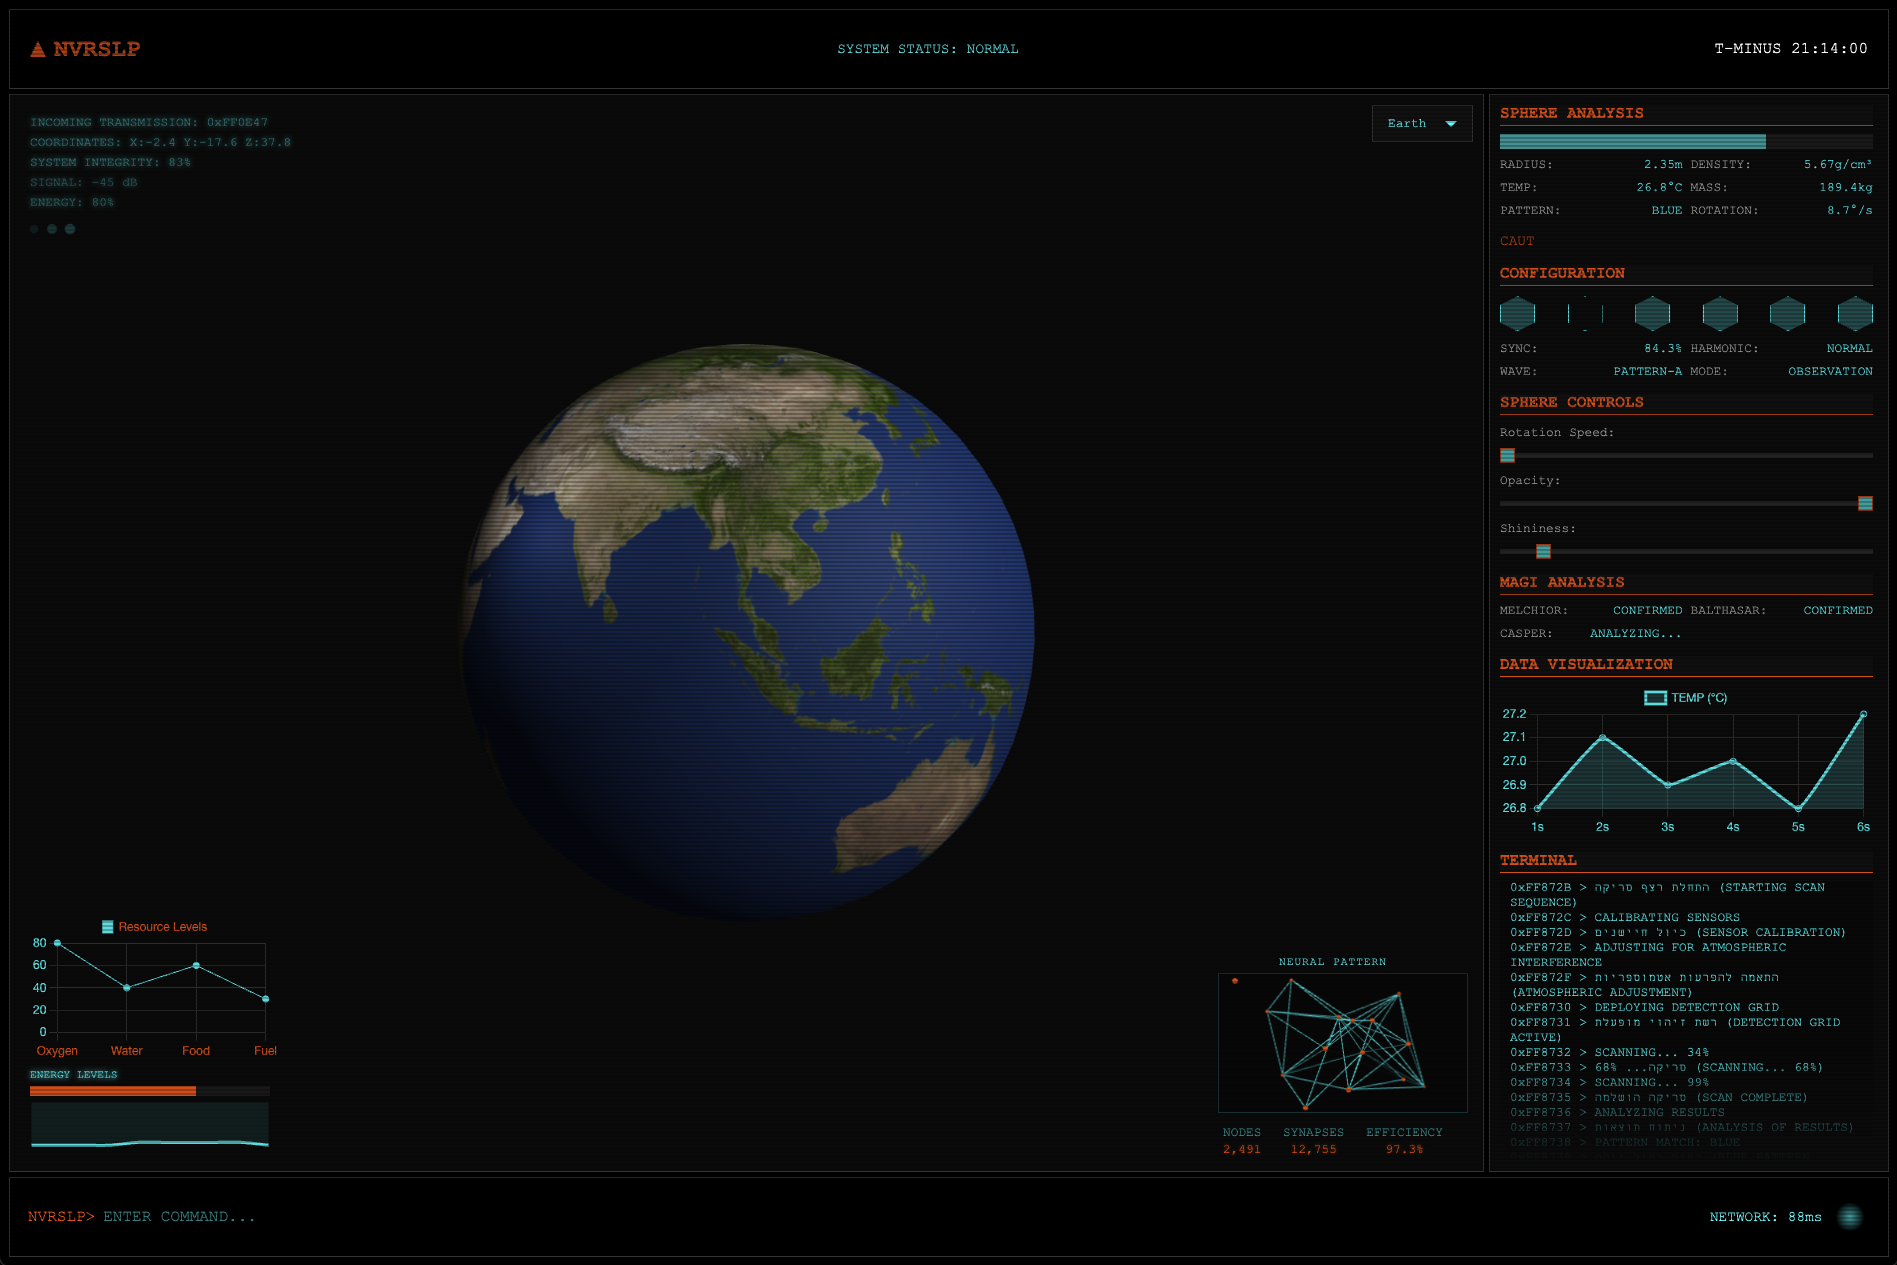 ▲ NVRSLP
SYSTEM STATUS: NORMAL
T-MINUS 21:14:00
INCOMING TRANSMISSION: 0xFF0E47
COORDINATES: X:-2.4 Y:-17.6 Z:37.8
SYSTEM INTEGRITY: 83%
SIGNAL: -45 dB
ENERGY: 80%
Earth
Resource Levels
80
60
40
20
0
Oxygen Water Food Fuel
ENERGY LEVELS
NEURAL PATTERN
NODES SYNAPSES EFFICIENCY
2,491 12,755 97.3%
SPHERE ANALYSIS
RADIUS: 2.35m DENSITY: 5.67g/cm³
TEMP: 26.8°C MASS: 189.4kg
PATTERN: BLUE ROTATION: 8.7°/s
CAUT
CONFIGURATION
SYNC: 84.3% HARMONIC: NORMAL
WAVE: PATTERN-A MODE: OBSERVATION
SPHERE CONTROLS
Rotation Speed:
Opacity:
Shininess:
MAGI ANALYSIS
MELCHIOR: CONFIRMED BALTHASAR: CONFIRMED
CASPER: ANALYZING...
DATA VISUALIZATION
TEMP (°C)
27.2
27.1
27.0
26.9
26.8
1s 2s 3s 4s 5s 6s
TERMINAL
0xFF872B > התחלת רצף סריקה (STARTING SCAN
SEQUENCE)
0xFF872C > CALIBRATING SENSORS
0xFF872D > כיול חיישנים (SENSOR CALIBRATION)
0xFF872E > ADJUSTING FOR ATMOSPHERIC
INTERFERENCE
0xFF872F > התאמה להפרעות אטמוספריות
(ATMOSPHERIC ADJUSTMENT)
0xFF8730 > DEPLOYING DETECTION GRID
0xFF8731 > רשת זיהוי מופעלת (DETECTION GRID
ACTIVE)
0xFF8732 > SCANNING... 34%
0xFF8733 > סריקה... 68% (SCANNING... 68%)
0xFF8734 > SCANNING... 99%
0xFF8735 > סריקה הושלמה (SCAN COMPLETE)
0xFF8736 > ANALYZING RESULTS
0xFF8737 > ניתוח תוצאות (ANALYSIS OF RESULTS)
0xFF8738 > PATTERN MATCH: BLUE
NVRSLP> ENTER COMMAND...
NETWORK: 88ms